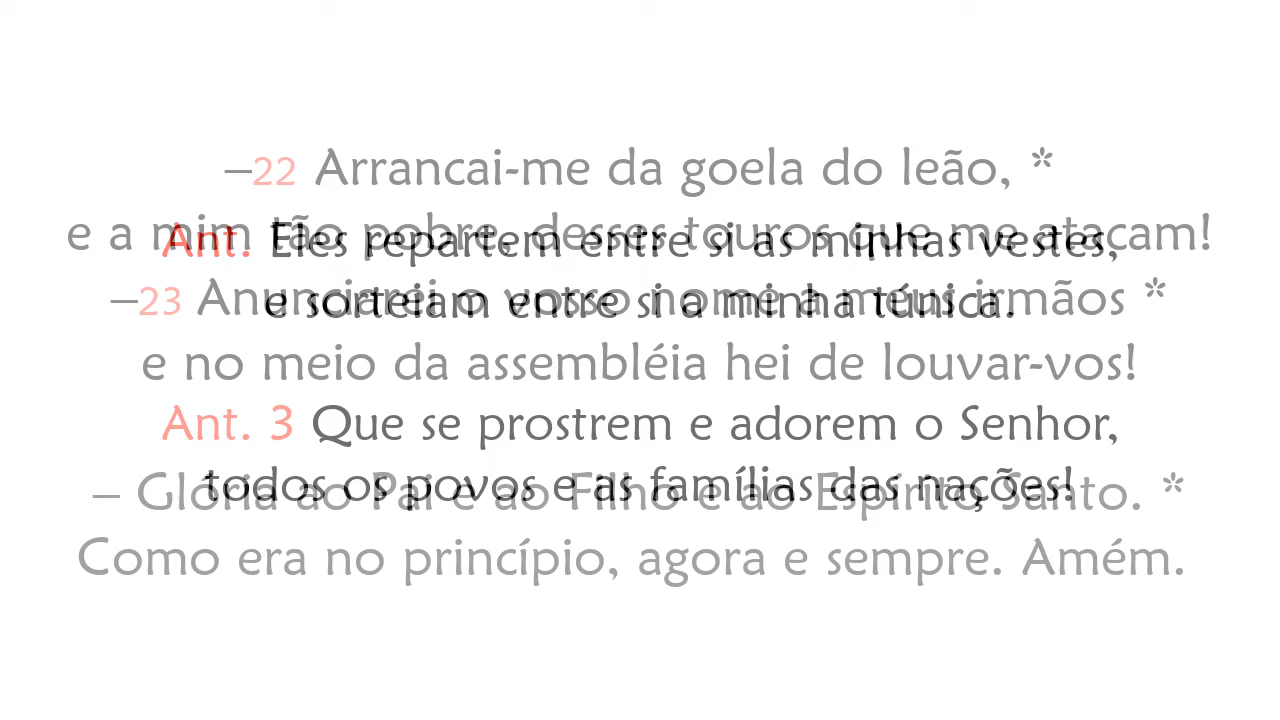 –22 Arrancai-me da goela do leão, *
e a mim tão pobre, desses touros que me atacam!
Ant. Eles repartem entre si as minhas vestes,
–23 Anunciarei o vosso nome a meus irmãos *
e sorteiam entre si a minha túnica.
e no meio da assembléia hei de louvar-vos!
Ant. 3 Que se prostrem e adorem o Senhor,
todos os povos e as famílias das nações!
– Glória ao Pai e ao Filho e ao Espírito Santo. *
Como era no princípio, agora e sempre. Amém.